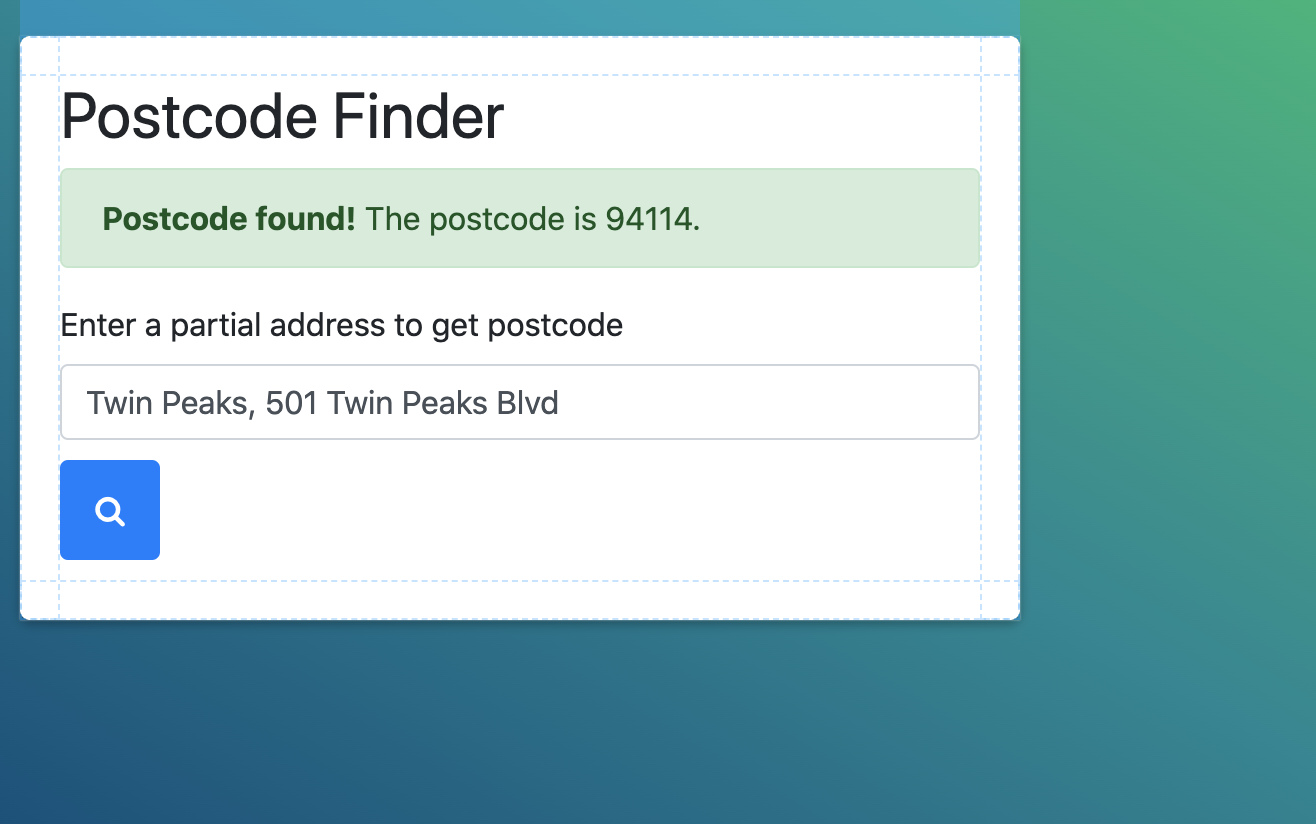 Postcode Finder
Postcode found! The postcode is 94114.
Enter a partial address to get postcode
Twin Peaks, 501 Twin Peaks Blvd